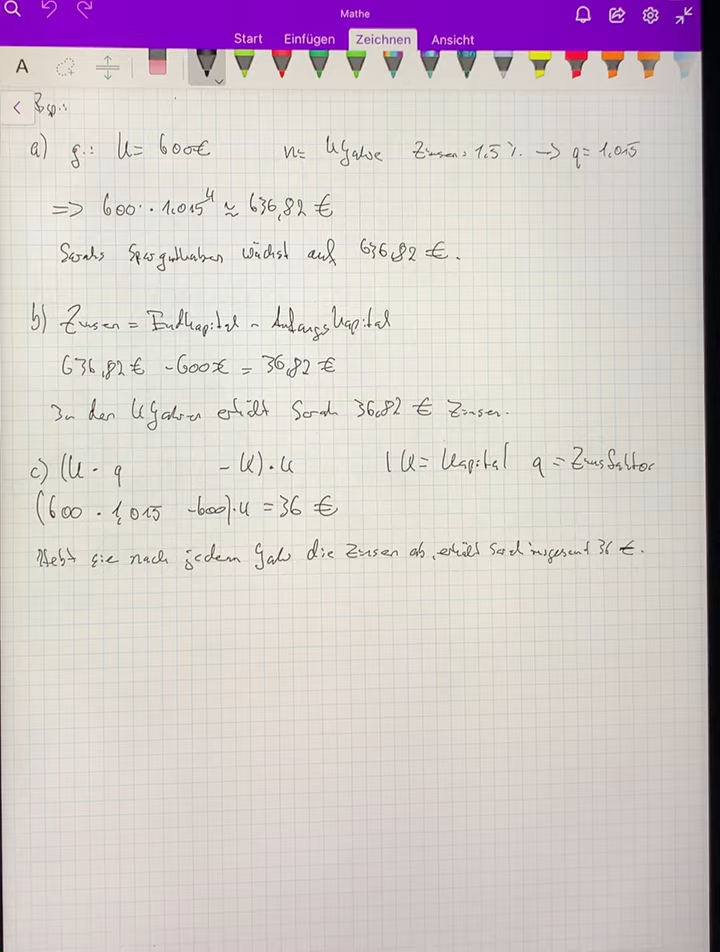 Mathe
Start Einfügen Zeichnen Ansicht
A
Bsp.:
a) g.: K = 600€ n= 4 Jahre Zinsen: 1,5 % → q = 1,015
=> 600 · 1,015⁴ ≈ 636,82 €
Sarahs Sparguthaben wächst auf 636,82 €.
b) Zinsen = Endkapital - Anfangskapital
636,82 € - 600€ = 36,82 €
In den 4 Jahren erhält Sarah 36,82 € Zinsen.
c) (K · q - K) · 4 | K = Kapital q = Zinsfaktor
(600 · 1,015 - 600) · 4 = 36 €
Hebt sie nach jedem Jahr die Zinsen ab, erhält Sarah insgesamt 36 €.